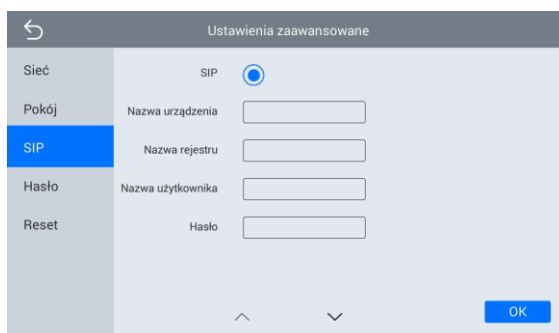 Ustawienia zaawansowane
Sieć
Pokój
SIP
Hasło
Reset
SIP
Nazwa urządzenia
Nazwa rejestru
Nazwa użytkownika
Hasło
OK